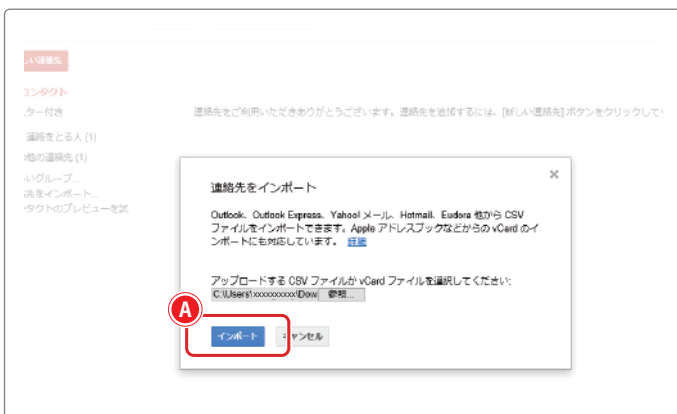 しい連絡先
コンタクト
ター付き
連絡先をご利用いただきありがとうございます。連絡先を追加するには、[新しい連絡先] ボタンをクリックして
連絡をとる人 (1)
他の連絡先 (1)
いグループ...
先をインポート...
タクトのプレビューを試
連絡先をインポート
×
Outlook、Outlook Express、Yahoo! メール、Hotmail、Eudora 他から CSV
ファイルをインポートできます。Apple アドレスブックなどからの vCard のイ
ンポートにも対応しています。 詳細
アップロードする CSV ファイルか vCard ファイルを選択してください:
C:\Users\xxxxxxxxxx\Dow 参照...
A
インポート キャンセル